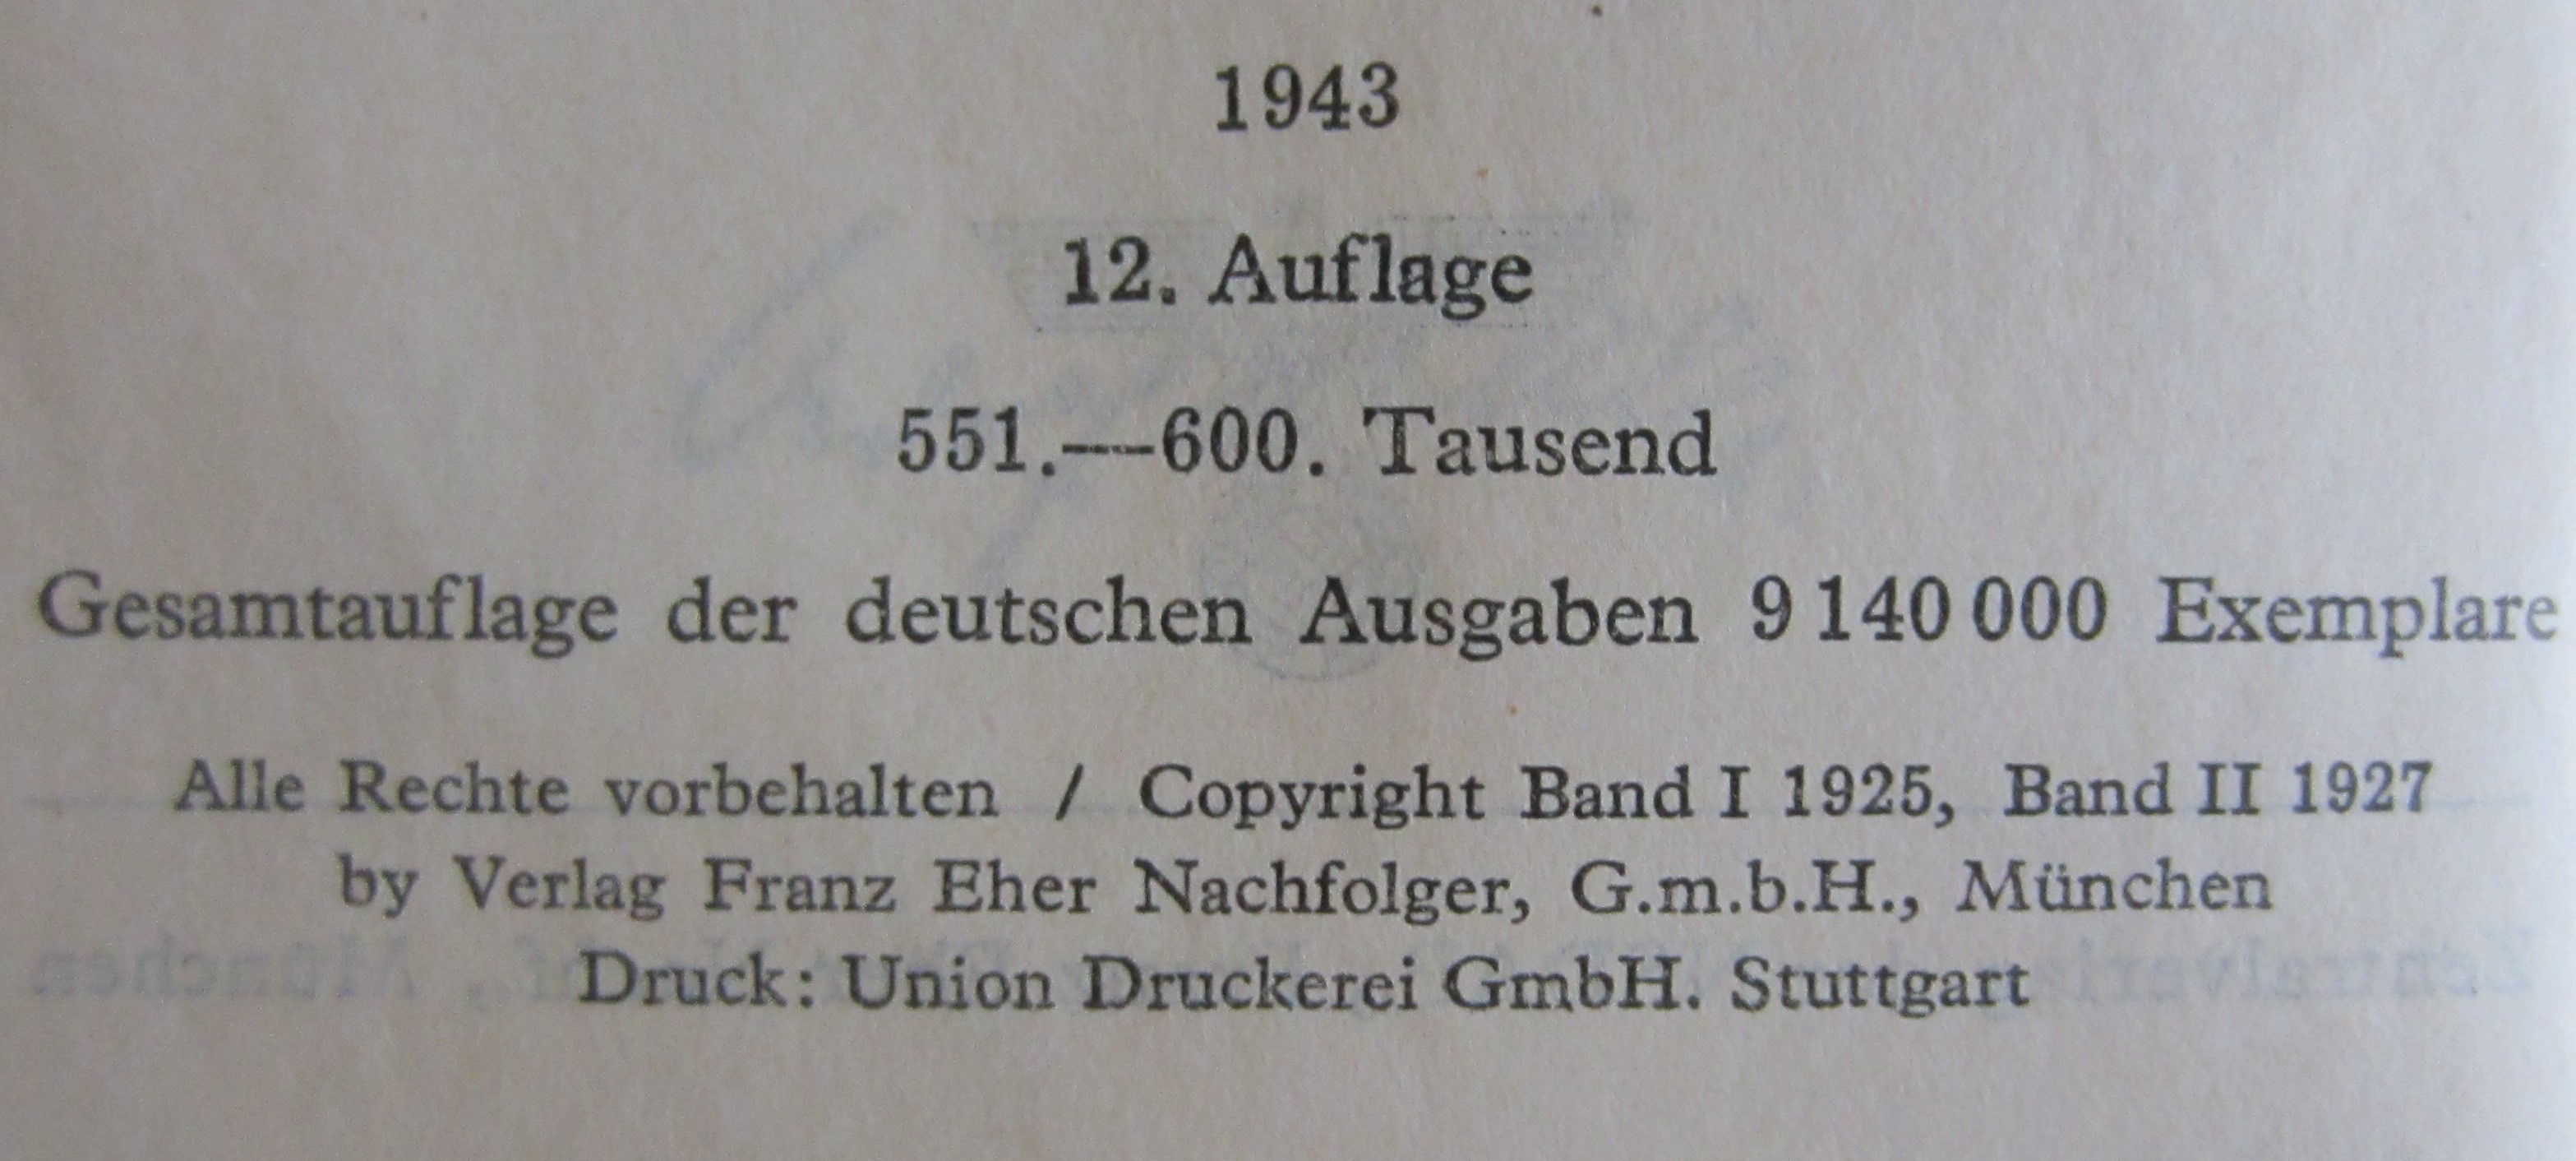 1943
12. Auflage
551.—600. Tausend
Gesamtauflage der deutschen Ausgaben 9 140 000 Exemplare
Alle Rechte vorbehalten / Copyright Band I 1925, Band II 1927
by Verlag Franz Eher Nachfolger, G.m.b.H., München
Druck: Union Druckerei GmbH. Stuttgart